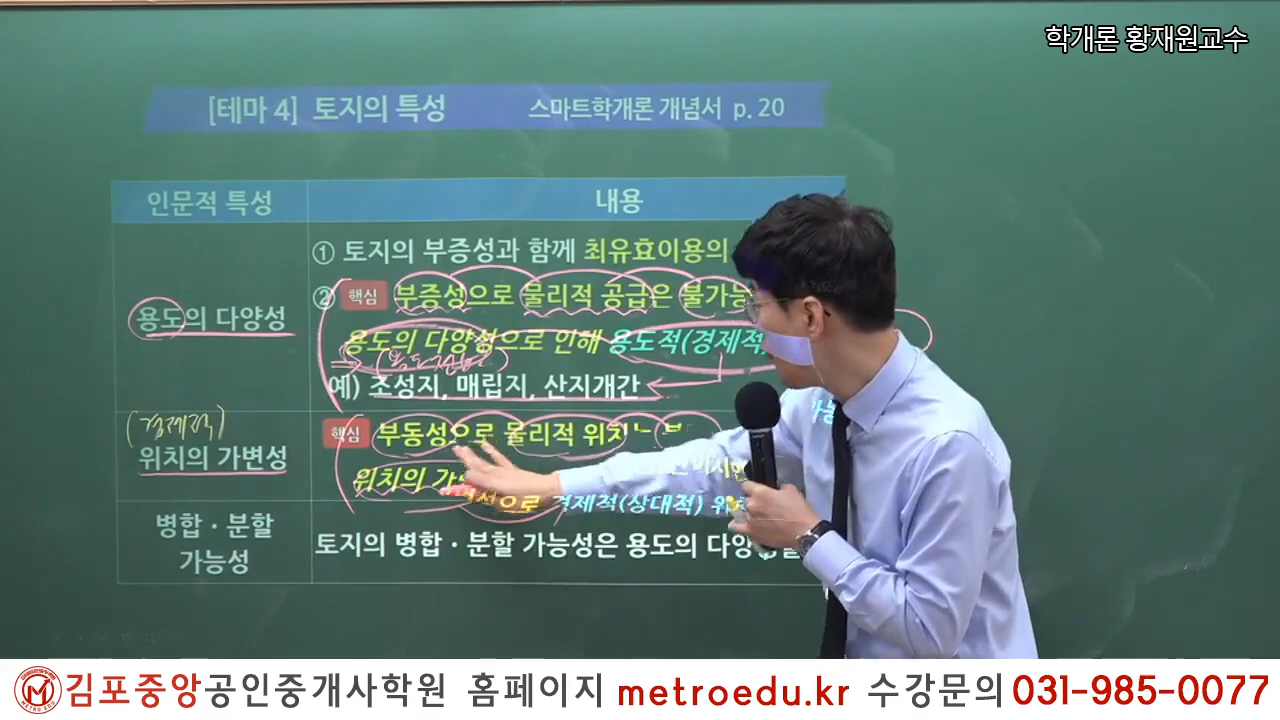 학개론 황재원교수
[테마 4] 토지의 특성 스마트학개론 개념서 p. 20
인문적 특성 내용
용도의 다양성
① 토지의 부증성과 함께 최유효이용의
② 핵심 부증성으로 물리적 공급은 불가능
용도의 다양성으로 인해 용도적(경제적)
예) 조성지, 매립지, 산지개간
(경제적)
위치의 가변성
핵심 부동성으로 물리적 위치는
위치의
경제적(상대적)
병합·분할
가능성
토지의 병합·분할 가능성은 용도의
김포중앙공인중개사학원 홈페이지 metroedu.kr 수강문의 031-985-0077
METRO EDU